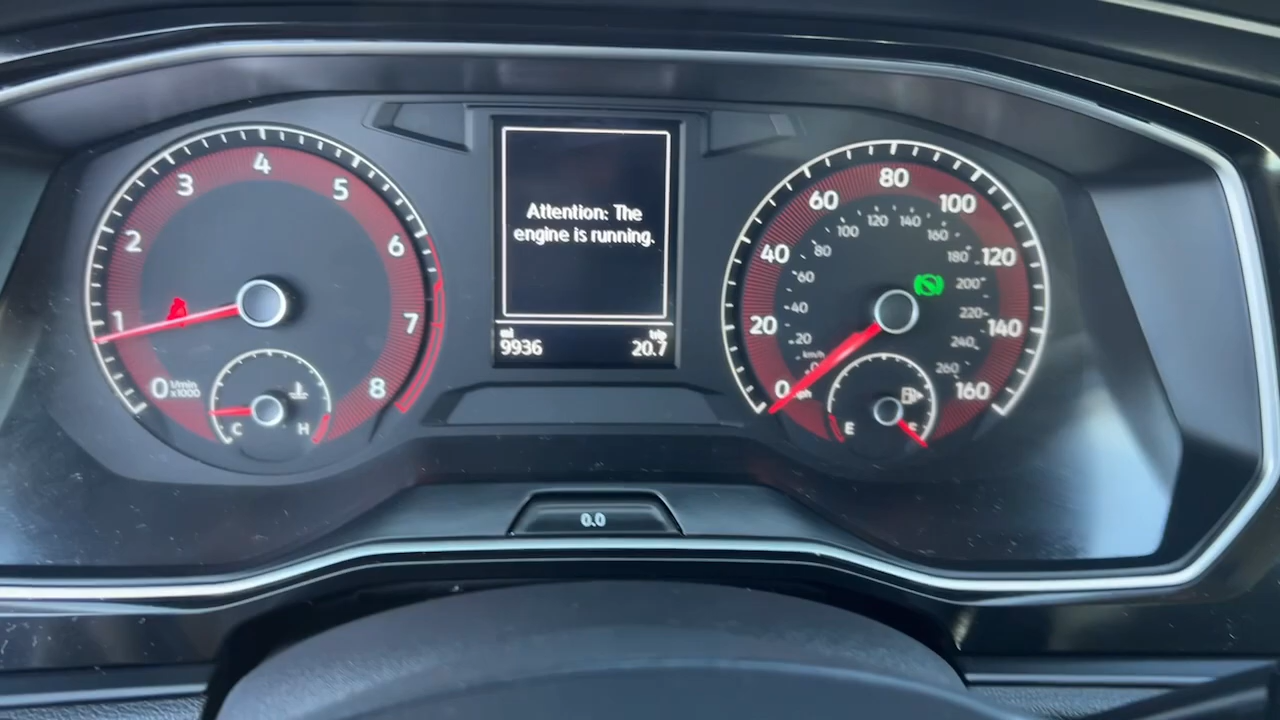 0
1
2
3
4
5
6
7
8
1/min
x1000
C
H
Attention: The
engine is running.
mi
trip
9936
20.7
0
20
40
60
80
100
120
140
160
mph
km/h
0
20
40
60
80
100
120
140
160
180
200
220
240
260
E
F
0.0